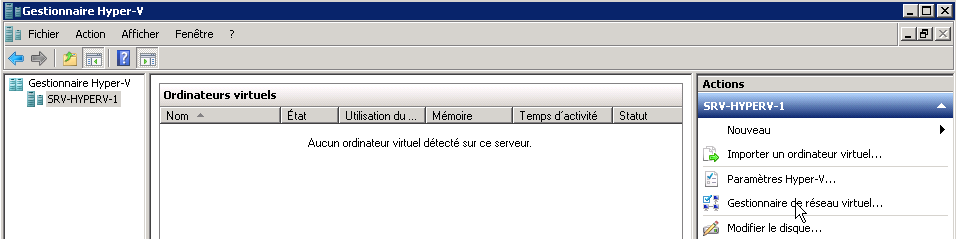 Gestionnaire Hyper-V
Fichier Action Afficher Fenêtre ?
Gestionnaire Hyper-V
SRV-HYPERV-1
Ordinateurs virtuels
Nom État Utilisation du ... Mémoire Temps d'activité Statut
Aucun ordinateur virtuel détecté sur ce serveur.
Actions
SRV-HYPERV-1
Nouveau
Importer un ordinateur virtuel...
Paramètres Hyper-V...
Gestionnaire de réseau virtuel...
Modifier le disque...